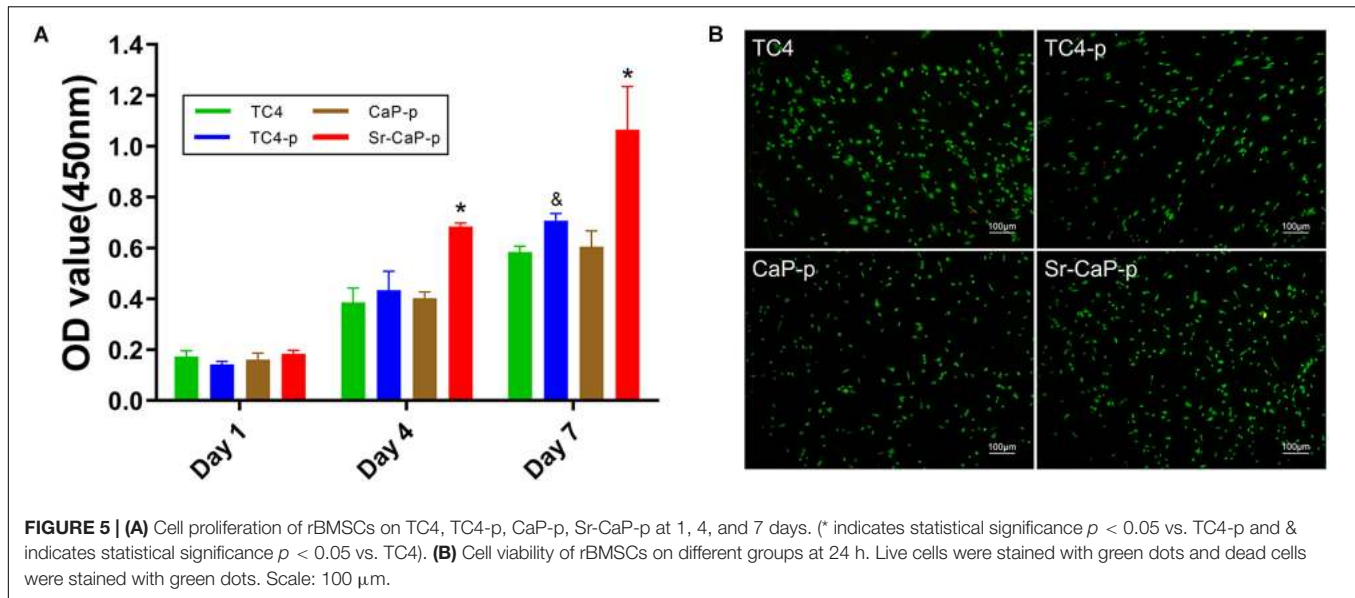 A
1.4
1.2
1.0
0.8
0.6
0.4
0.2
0.0
OD value(450nm)
TC4
CaP-p
TC4-p
Sr-CaP-p
*
&
*
Day 1
Day 4
Day 7
B
TC4
100µm
TC4-p
100µm
CaP-p
100µm
Sr-CaP-p
100µm
FIGURE 5 | (A) Cell proliferation of rBMSCs on TC4, TC4-p, CaP-p, Sr-CaP-p at 1, 4, and 7 days. (* indicates statistical significance p < 0.05 vs. TC4-p and &
indicates statistical significance p < 0.05 vs. TC4). (B) Cell viability of rBMSCs on different groups at 24 h. Live cells were stained with green dots and dead cells
were stained with green dots. Scale: 100 µm.